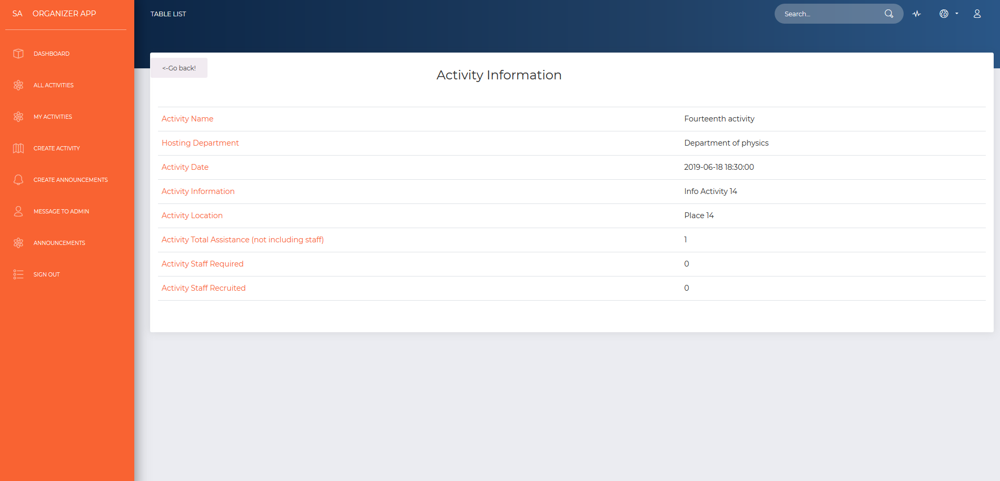 SA ORGANIZER APP
DASHBOARD
ALL ACTIVITIES
MY ACTIVITIES
CREATE ACTIVITY
CREATE ANNOUNCEMENTS
MESSAGE TO ADMIN
ANNOUNCEMENTS
SIGN OUT
TABLE LIST
Search...
<-Go back!
Activity Information
Activity Name Fourteenth activity
Hosting Department Department of physics
Activity Date 2019-06-18 18:30:00
Activity Information Info Activity 14
Activity Location Place 14
Activity Total Assistance (not including staff) 1
Activity Staff Required 0
Activity Staff Recruited 0